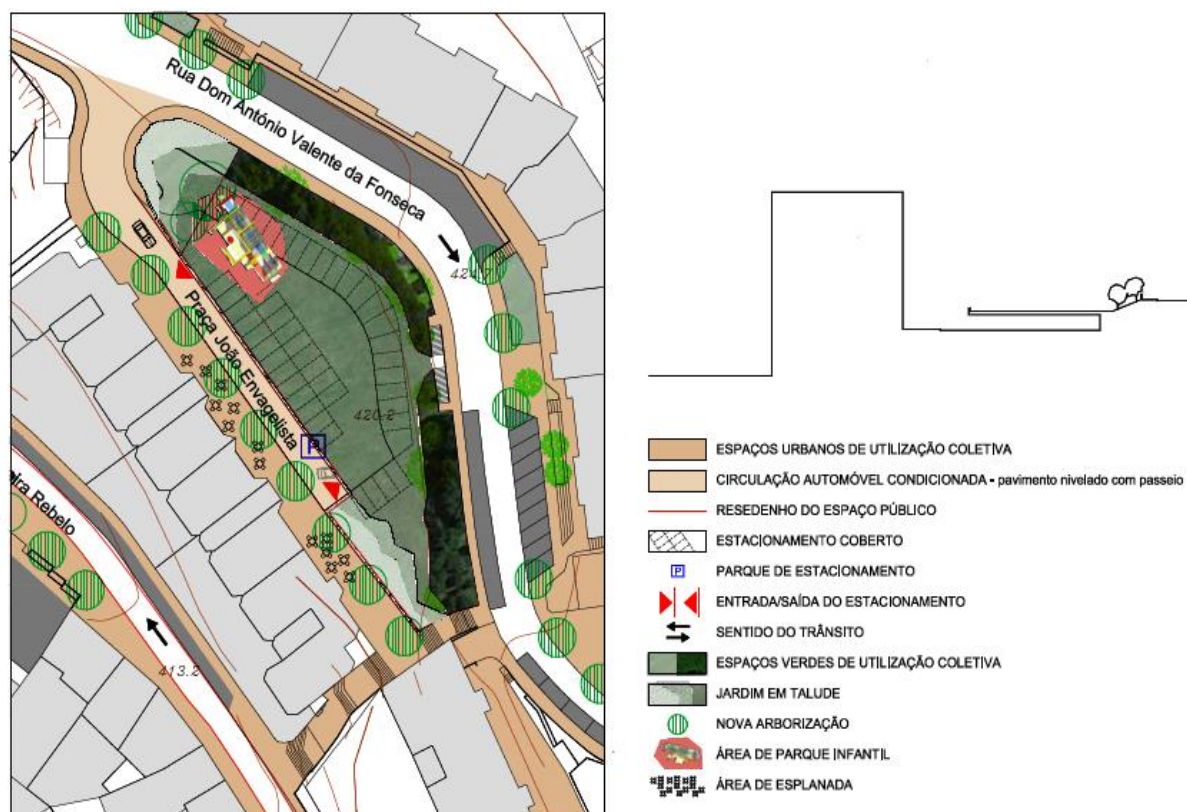 Rua Dom António Valente da Fonseca
Praça João Envagelista
420.2
P
eira Rebelo
413.2
ESPAÇOS URBANOS DE UTILIZAÇÃO COLETIVA
CIRCULAÇÃO AUTOMÓVEL CONDICIONADA - pavimento nivelado com passeio
RESEDENHO DO ESPAÇO PÚBLICO
ESTACIONAMENTO COBERTO
P PARQUE DE ESTACIONAMENTO
ENTRADA/SAÍDA DO ESTACIONAMENTO
SENTIDO DO TRÂNSITO
ESPAÇOS VERDES DE UTILIZAÇÃO COLETIVA
JARDIM EM TALUDE
NOVA ARBORIZAÇÃO
ÁREA DE PARQUE INFANTIL
ÁREA DE ESPLANADA